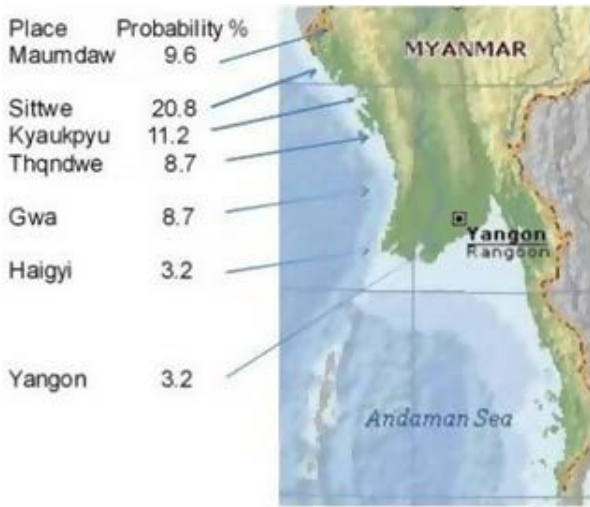 Place Probability %
Maumdaw 9.6
MYANMAR
Sittwe 20.8
Kyaukpyu 11.2
Thqndwe 8.7
Gwa 8.7
Yangon
Rangoon
Haigyi 3.2
Yangon 3.2
Andaman Sea